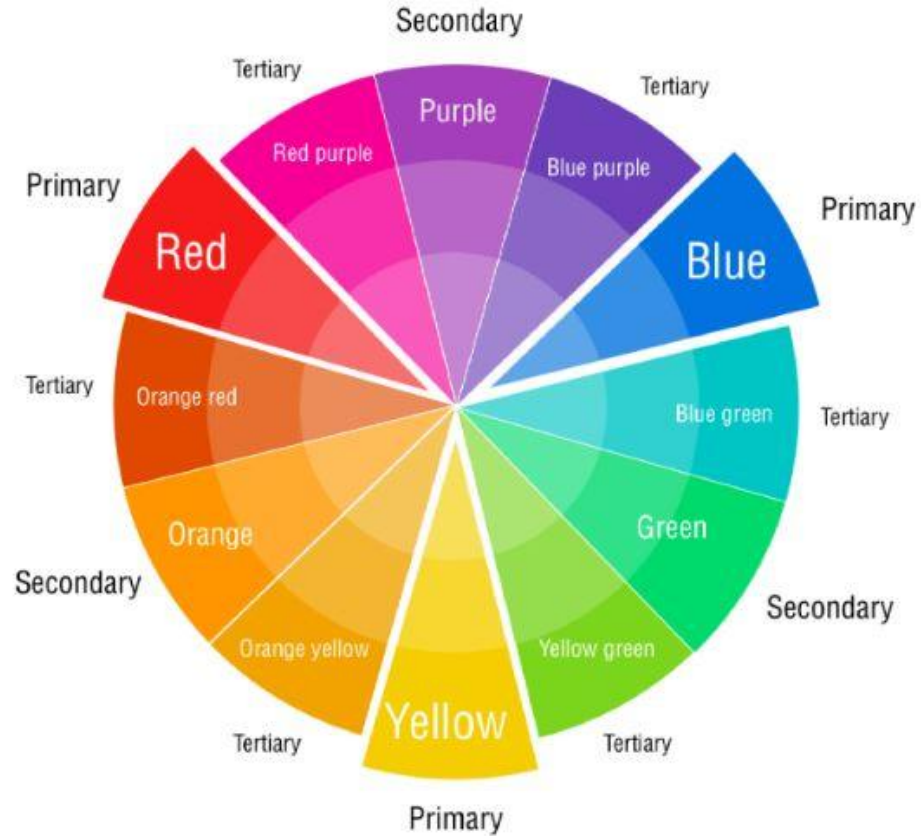 Secondary
Tertiary
Tertiary
Purple
Red purple
Blue purple
Primary
Primary
Red
Blue
Tertiary
Orange red
Blue green
Tertiary
Orange
Green
Secondary
Secondary
Orange yellow
Yellow green
Yellow
Tertiary
Tertiary
Primary